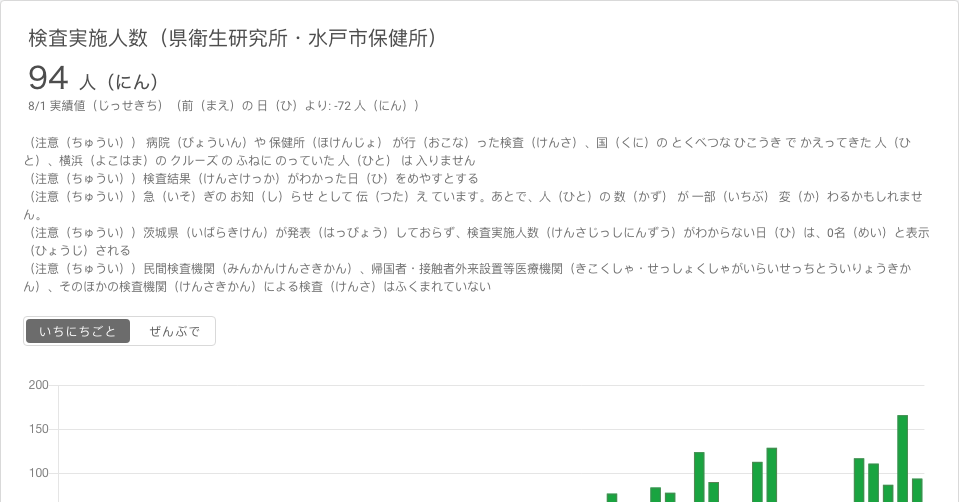 検査実施人数（県衛生研究所・水戸市保健所）
94 人（にん）
8/1 実績値（じっせきち）（前（まえ）の 日（ひ）より: -72 人（にん））
（注意（ちゅうい）） 病院（びょういん）や 保健所（ほけんじょ） が行（おこな）った検査（けんさ）、国（くに）の とくべつな ひこうき で かえってきた 人（ひ
と）、横浜（よこはま）の クルーズ の ふねに のっていた 人（ひと） は 入りません
（注意（ちゅうい））検査結果（けんさけっか）がわかった日（ひ）をめやすとする
（注意（ちゅうい））急（いそ）ぎの お知（し）らせ として 伝（つた）え ています。あとで、人（ひと）の 数（かず） が 一部（いちぶ） 変（か）わるかもしれませ
ん。
（注意（ちゅうい））茨城県（いばらきけん）が発表（はっぴょう）しておらず、検査実施人数（けんさじっしにんずう）がわからない日（ひ）は、0名（めい）と表示
（ひょうじ）される
（注意（ちゅうい））民間検査機関（みんかんけんさきかん）、帰国者・接触者外来設置等医療機関（きこくしゃ・せっしょくしゃがいらいせっちとういりょうきか
ん）、そのほかの検査機関（けんさきかん）による検査（けんさ）はふくまれていない
いちにちごと ぜんぶで
200
150
100